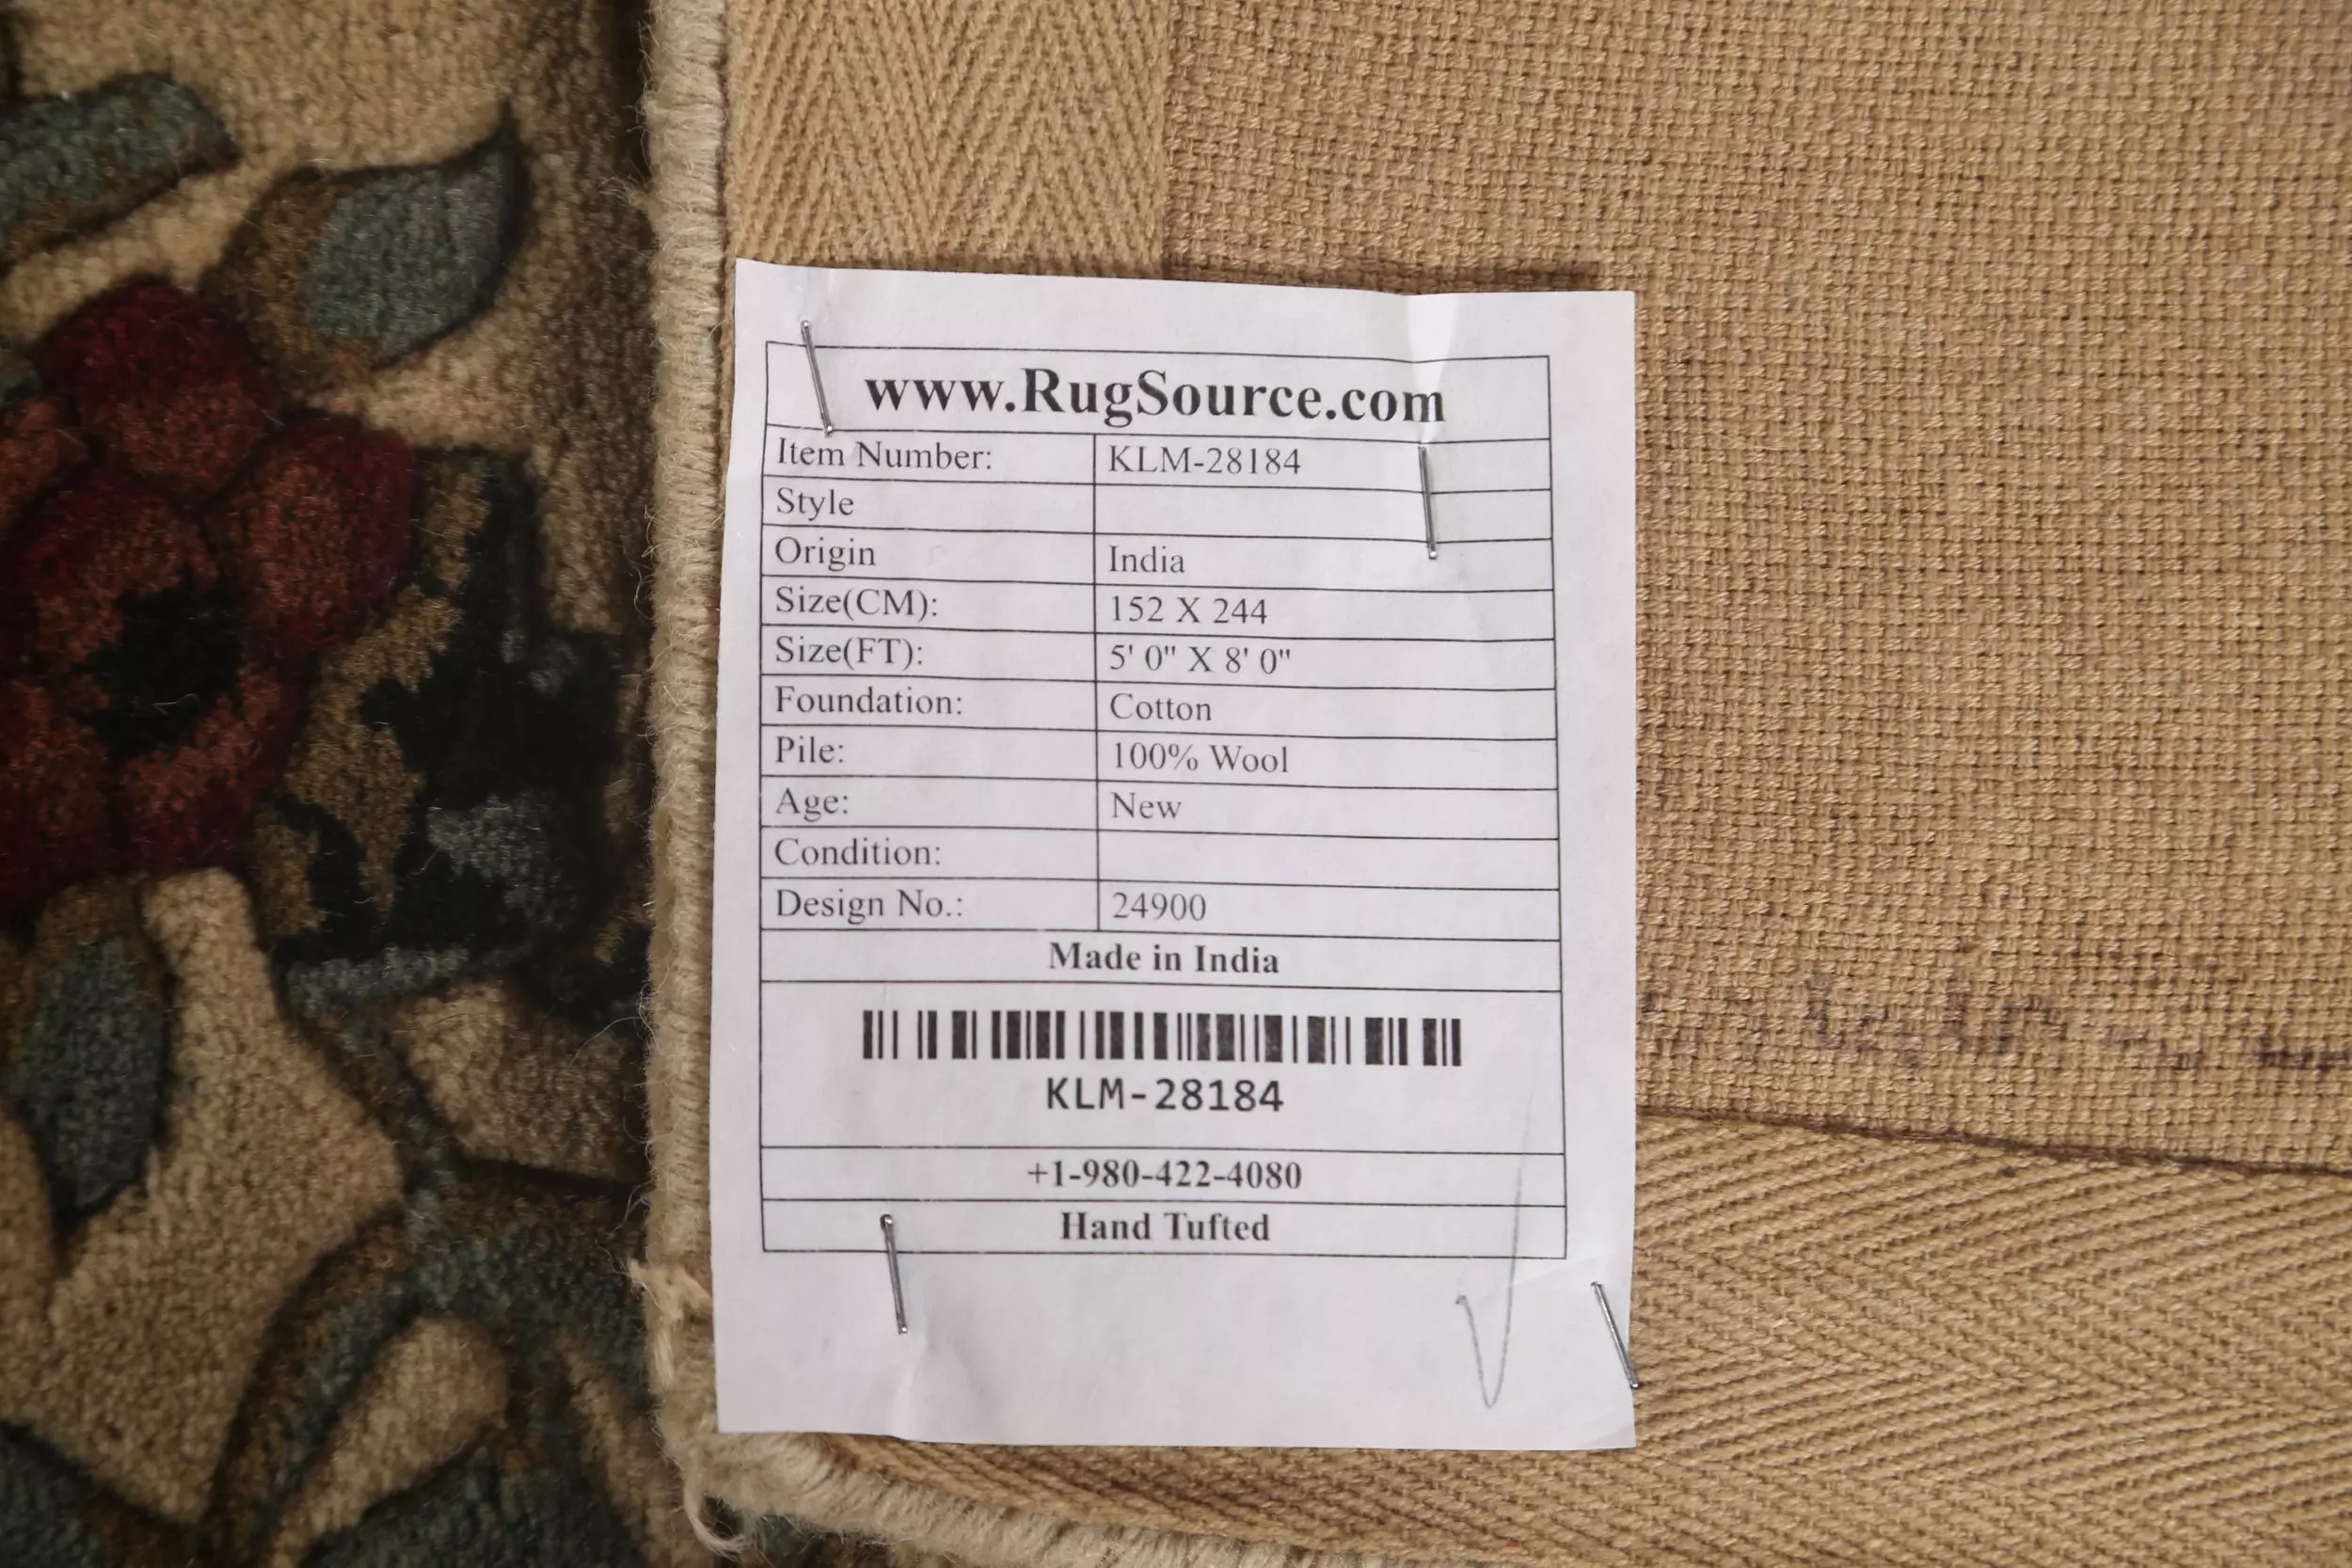 www.RugSource.com
Item Number: KLM-28184
Style
Origin India
Size(CM): 152 X 244
Size(FT): 5' 0" X 8' 0"
Foundation: Cotton
Pile: 100% Wool
Age: New
Condition:
Design No.: 24900
Made in India
KLM-28184
+1-980-422-4080
Hand Tufted